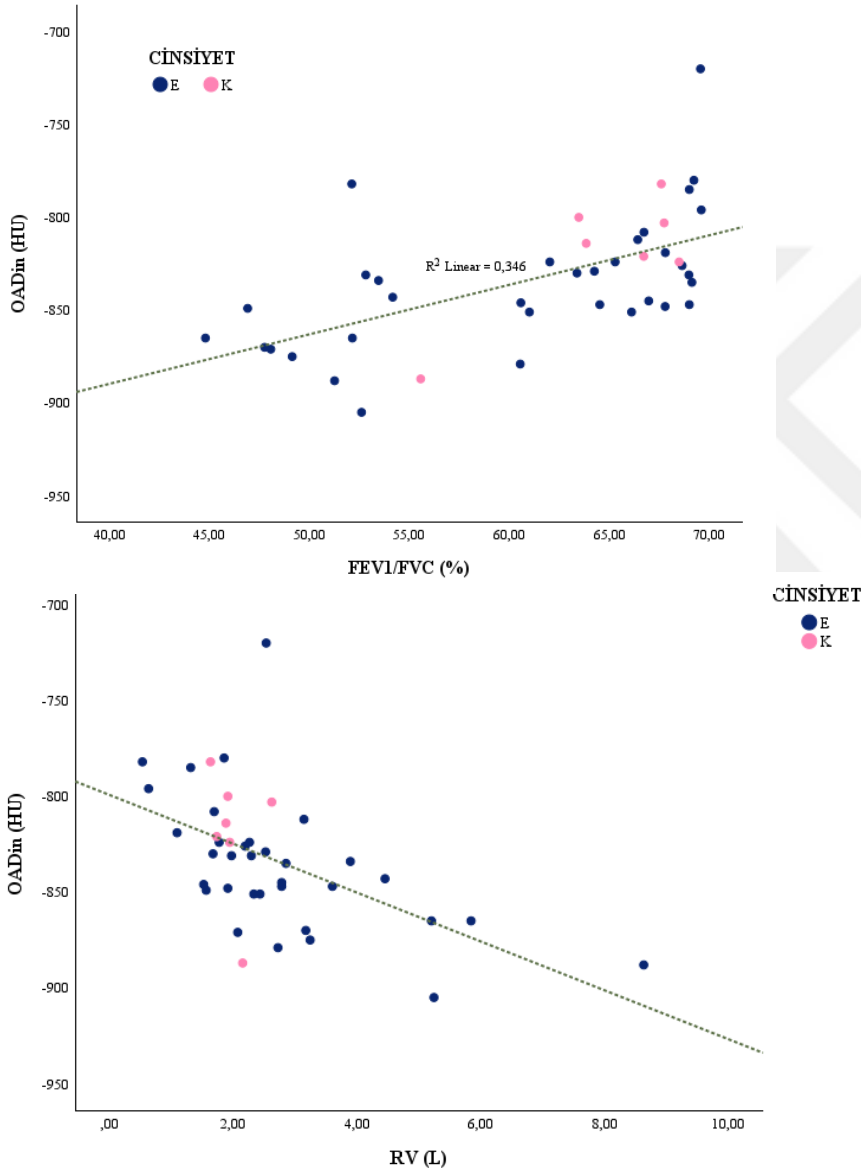 -700
CİNSİYET
E K
-750
-800
OADin (HU)
R² Linear = 0,346
-850
-900
-950
40,00 45,00 50,00 55,00 60,00 65,00 70,00
FEV1/FVC (%)
CİNSİYET
E
K
-700
-750
-800
OADin (HU)
-850
-900
-950
,00 2,00 4,00 6,00 8,00 10,00
RV (L)